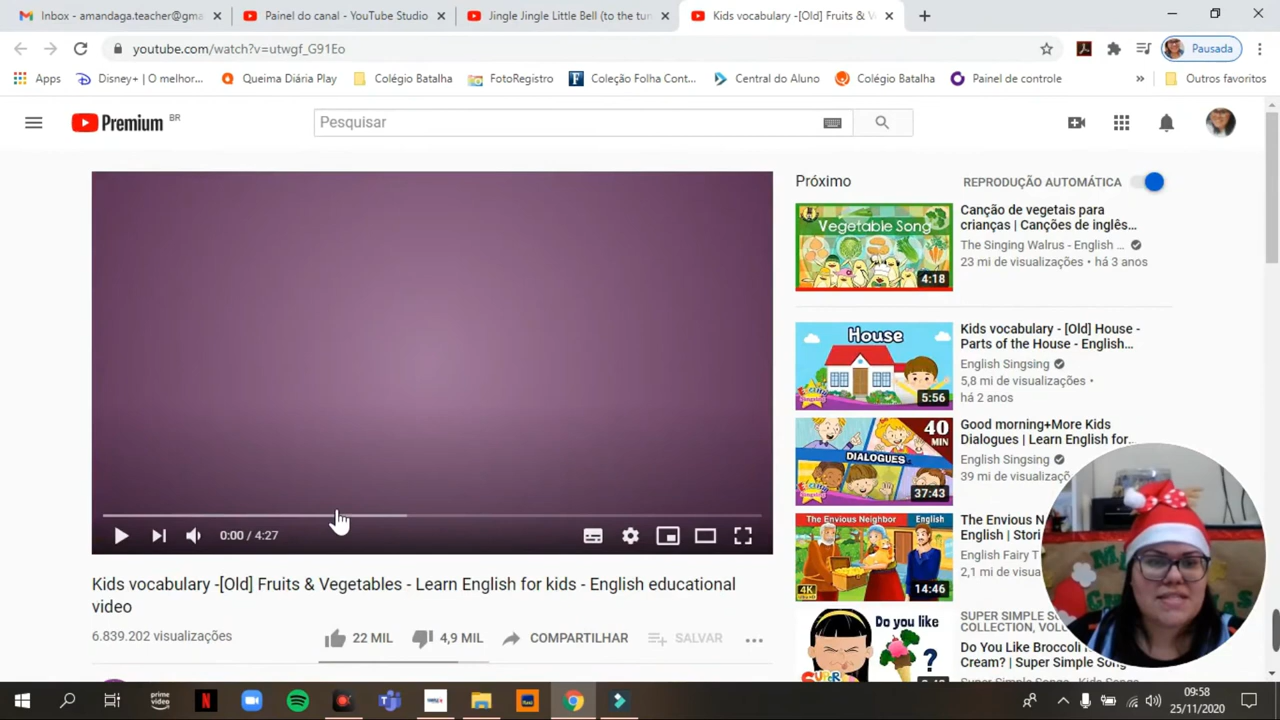 Inbox - amandaga.teacher@gma
Painel do canal - YouTube Studio
Jingle Jingle Little Bell (to the tun
Kids vocabulary -[Old] Fruits & V
youtube.com/watch?v=utwgf_G91Eo
Pausada
Apps
Disney+ | O melhor...
Queima Diária Play
Colégio Batalha
FotoRegistro
Coleção Folha Cont...
Central do Aluno
Colégio Batalha
Painel de controle
»
Outros favoritos
Premium BR
Pesquisar
Próximo
REPRODUÇÃO AUTOMÁTICA
Vegetable Song
4:18
Canção de vegetais para
crianças | Canções de inglês...
The Singing Walrus - English ...
23 mi de visualizações • há 3 anos
House
5:56
Kids vocabulary - [Old] House -
Parts of the House - English...
English Singsing
5,8 mi de visualizações •
há 2 anos
40
MIN
DIALOGUES
37:43
Good morning+More Kids
Dialogues | Learn English for...
English Singsing
39 mi de visualizaçõ
The Envious Neighbor
English
4K
14:46
The Envious N
English | Stori
English Fairy T
2,1 mi de visua
Do you like
?
SUPER SIMPLE SO
COLLECTION, VOLU
Do You Like Broccoli I
Cream? | Super Simple Song
0:00 / 4:27
Kids vocabulary -[Old] Fruits & Vegetables - Learn English for kids - English educational
video
6.839.202 visualizações
22 MIL
4,9 MIL
COMPARTILHAR
SALVAR
prime
video
09:58
25/11/2020